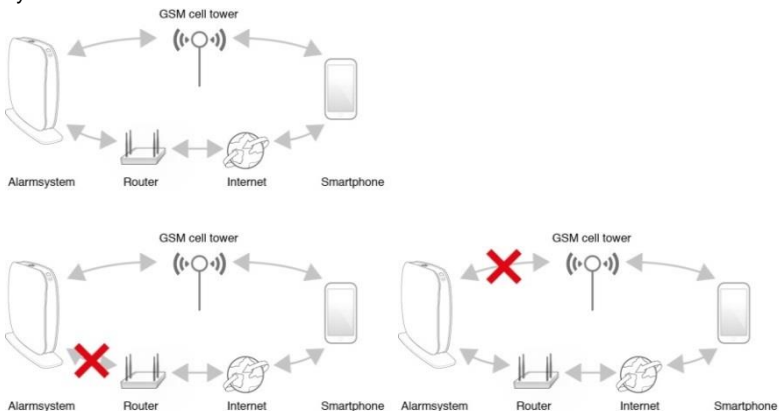 GSM cell tower
Alarmsystem Router Internet Smartphone
GSM cell tower GSM cell tower
Alarmsystem Router Internet Smartphone Alarmsystem Router Internet Smartphone